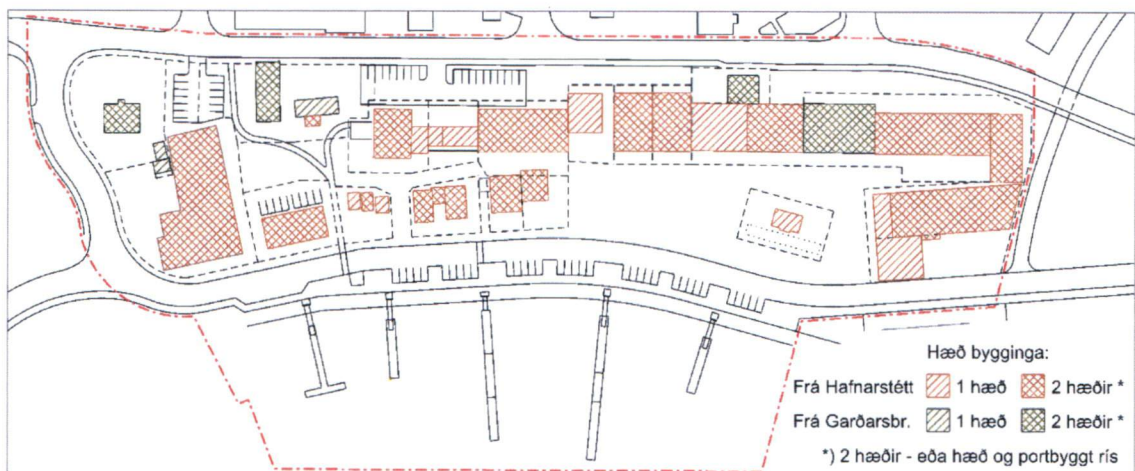 Hæð bygginga:
Frá Hafnarstétt 1 hæð 2 hæðir *
Frá Garðarsbr. 1 hæð 2 hæðir *
*) 2 hæðir - eða hæð og portbyggt rís